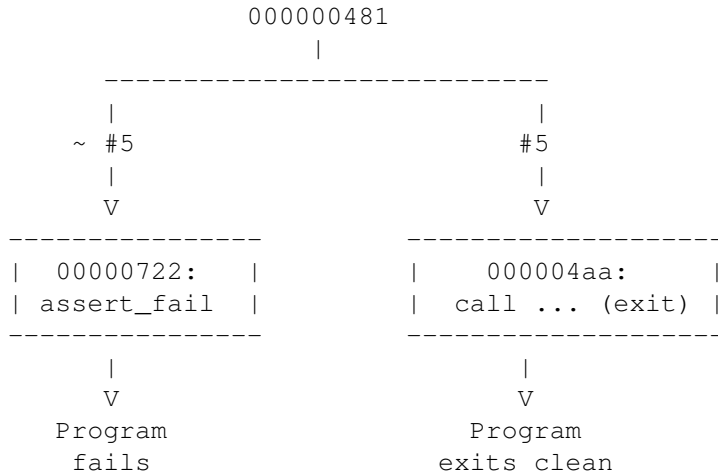 000000481
~ #5 #5
00000722: 000004aa:
assert_fail call ... (exit)
V V
Program Program
fails exits clean